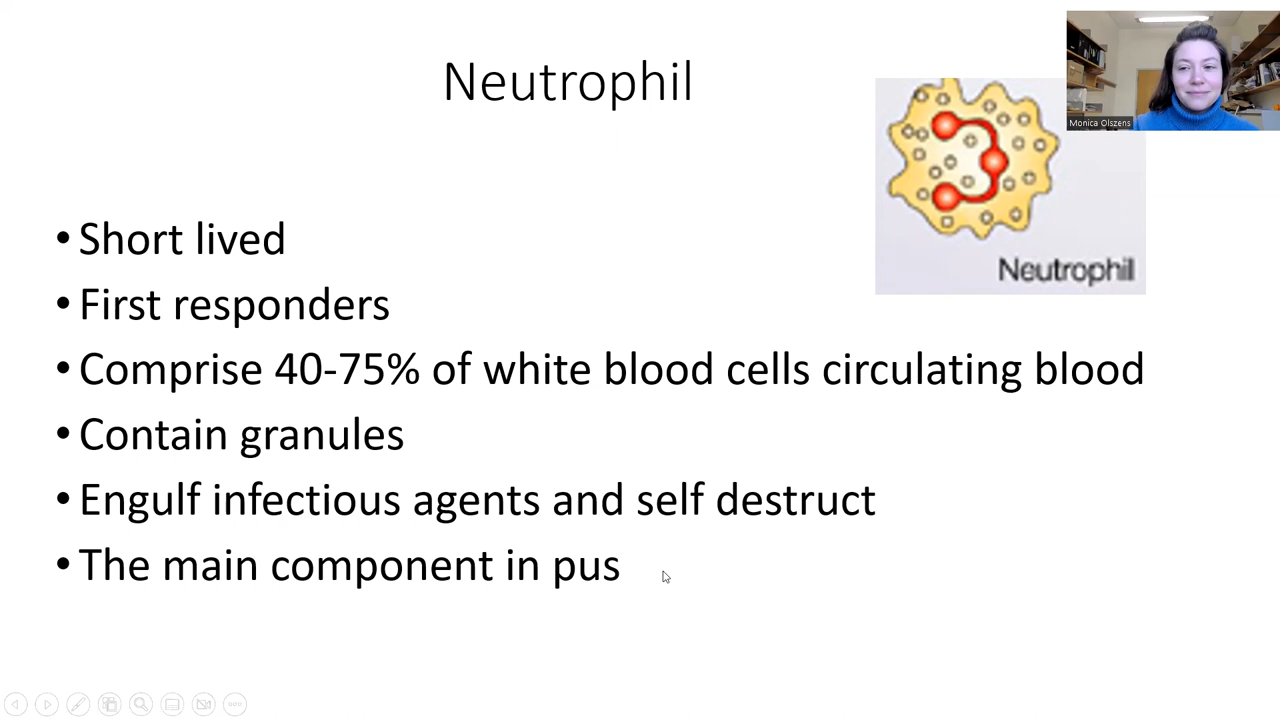 Neutrophil
Monica Olszens
Neutrophil
• Short lived
• First responders
• Comprise 40-75% of white blood cells circulating blood
• Contain granules
• Engulf infectious agents and self destruct
• The main component in pus